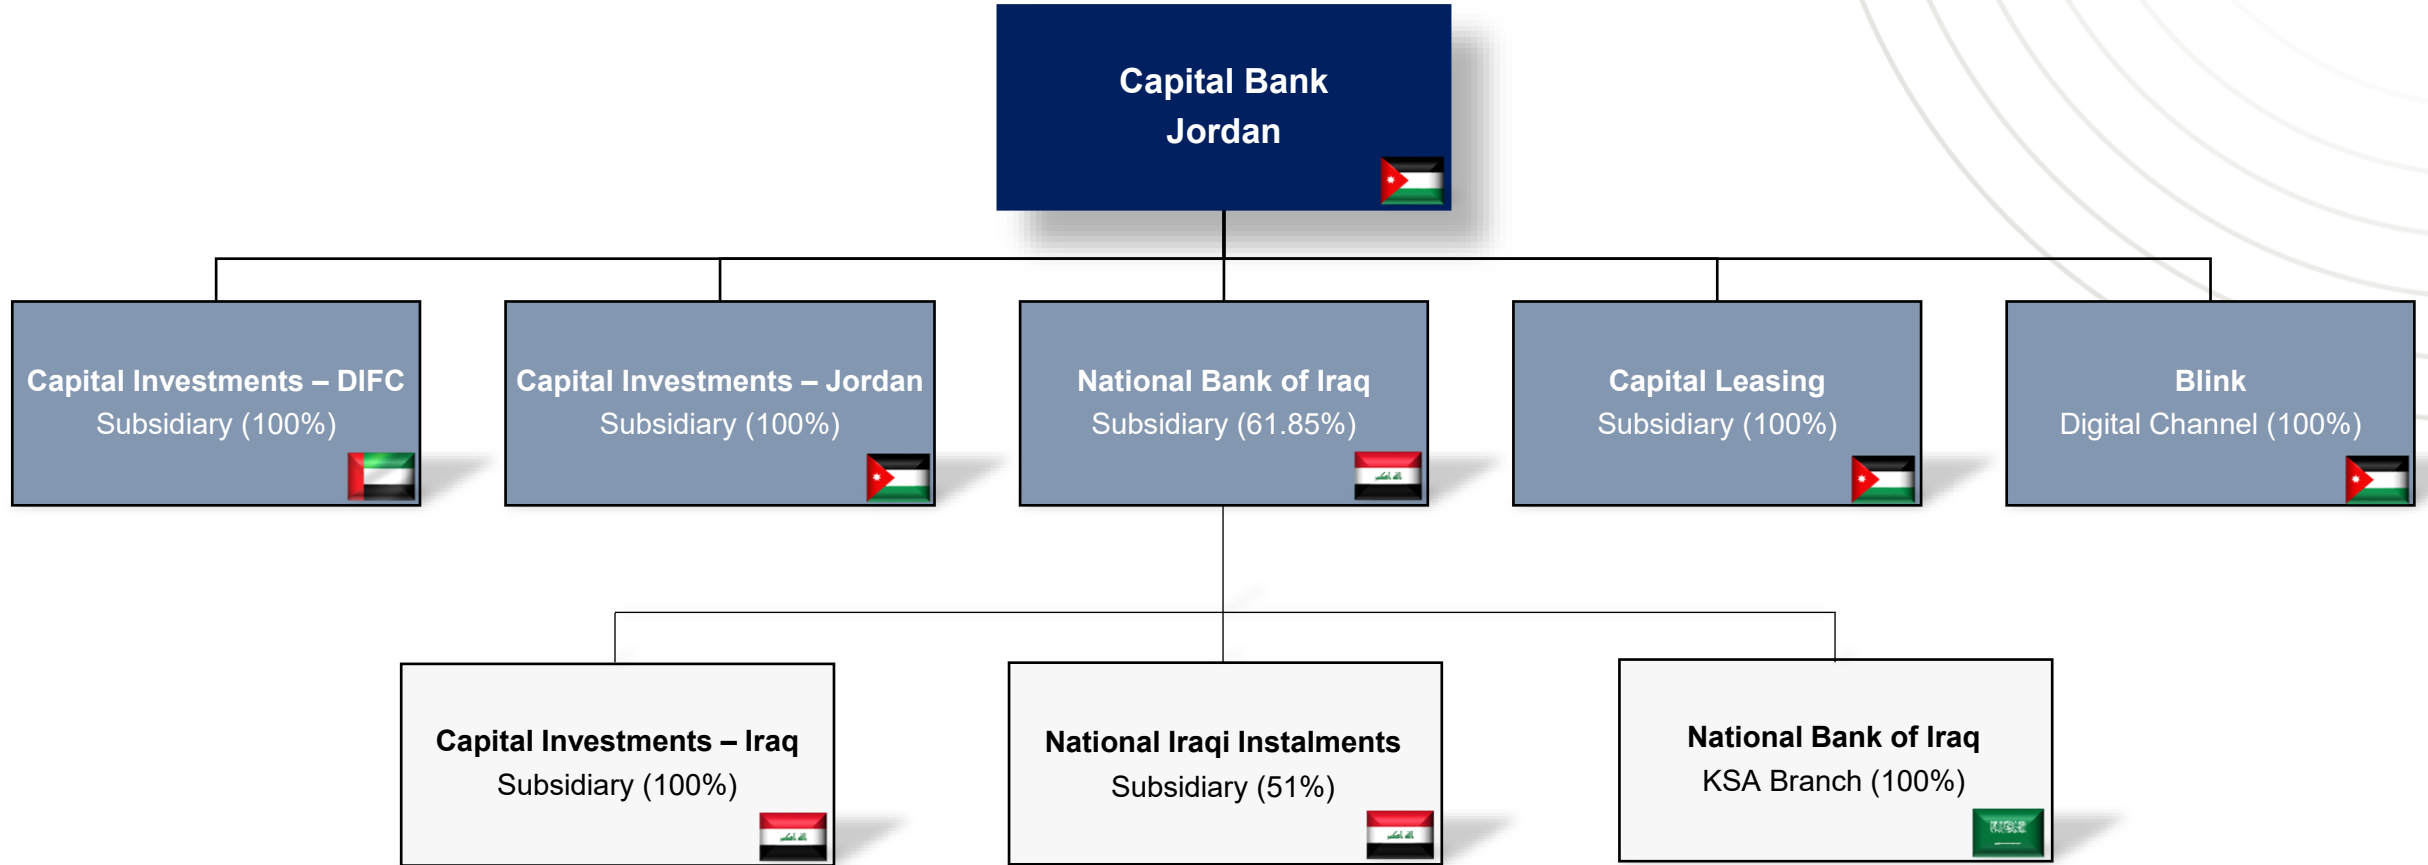 Capital Bank
Jordan
Capital Investments – DIFC
Subsidiary (100%)
Capital Investments – Jordan
Subsidiary (100%)
National Bank of Iraq
Subsidiary (61.85%)
Capital Leasing
Subsidiary (100%)
Blink
Digital Channel (100%)
Capital Investments – Iraq
Subsidiary (100%)
National Iraqi Instalments
Subsidiary (51%)
National Bank of Iraq
KSA Branch (100%)